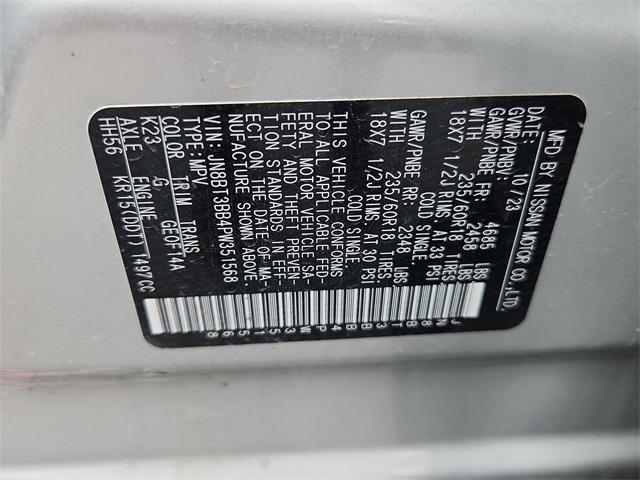 MFD BY NISSAN MOTOR CO.,LTD.
DATE: 10/23
GVWR/PNBV: 4685 LBS
GAWR/PNBE FR: 2458 LBS
WITH 235/60R18 TIRES
18X7 1/2J RIMS AT 33 PSI
COLD SINGLE
GAWR/PNBE RR: 2348 LBS
WITH 235/60R18 TIRES
18X7 1/2J RIMS AT 30 PSI
COLD SINGLE
THIS VEHICLE CONFORMS
TO ALL APPLICABLE FED-
ERAL MOTOR VEHICLE SA-
FETY AND THEFT PREVEN-
TION STANDARDS IN EFF-
ECT ON THE DATE OF MA-
NUFACTURE SHOWN ABOVE.
VIN: JN8BT3BB4PW351568
TYPE: MPV
COLOR TRIM TRANS
K23 G GEOF14A
AXLE ENGINE
HH56 KR15(DDT) 1497CC
JN8BT3BB4PW351568